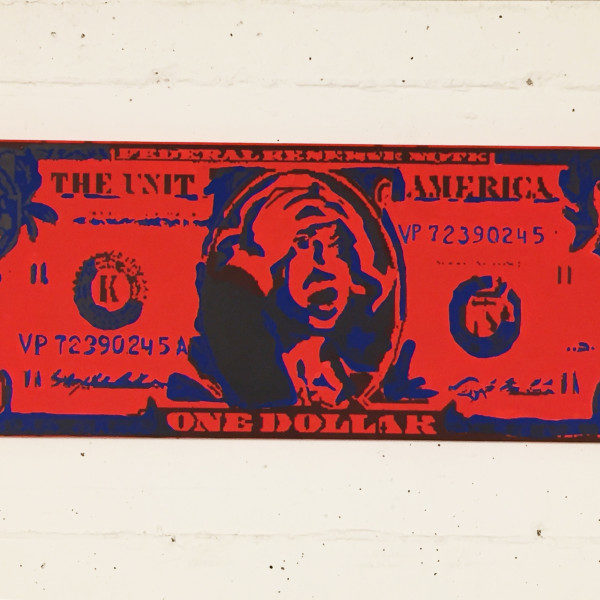 FEDERAL RESERVE NOTE
THE UNIT AMERICA
VP 72390245
K
VP 72390245 A
ONE DOLLAR